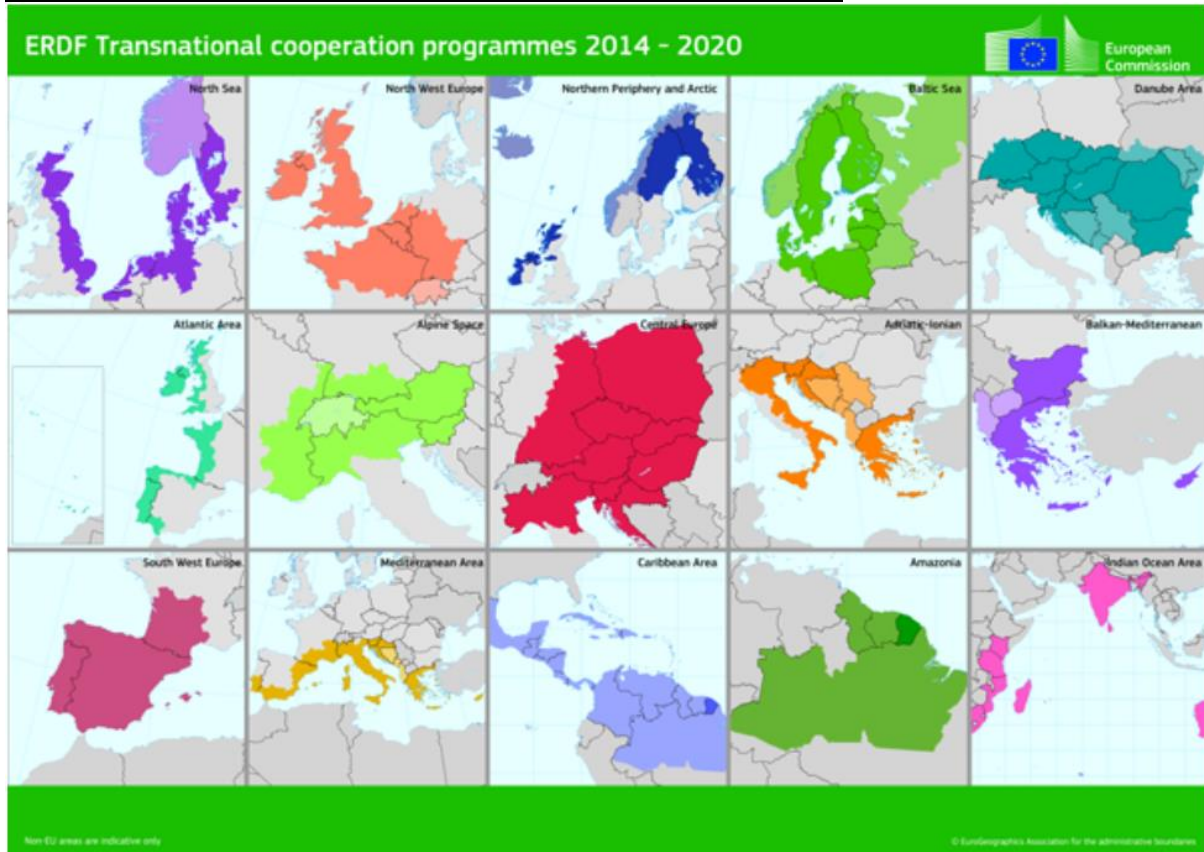 ERDF Transnational cooperation programmes 2014 - 2020
European
Commission
North Sea
North West Europe
Northern Periphery and Arctic
Baltic Sea
Danube Area
Atlantic Area
Alpine Space
Central Europe
Adriatic-Ionian
Balkan-Mediterranean
South West Europe
Mediterranean Area
Caribbean Area
Amazonia
Indian Ocean Area
Non-EU areas are indicative only
© EuroGeographics Association for the administrative boundaries